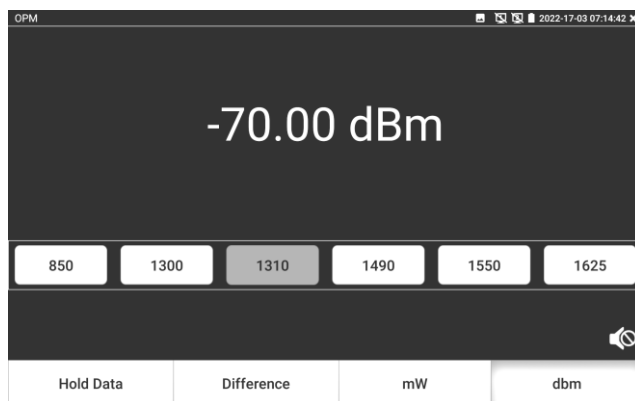 OPM 2022-17-03 07:14:42
-70.00 dBm
850 1300 1310 1490 1550 1625
Hold Data Difference mW dbm